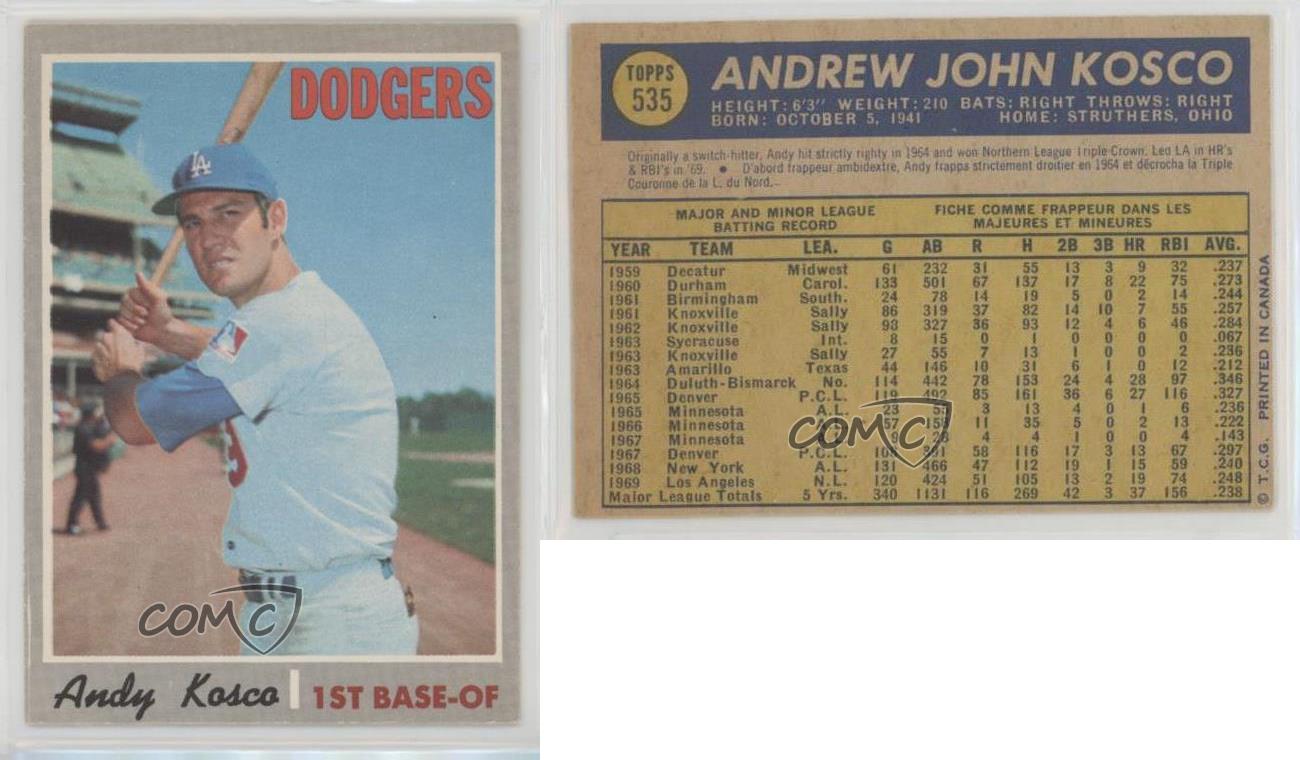 DODGERS
LA
COMC
Andy Kosco
1ST BASE-OF
TOPPS
535
ANDREW JOHN KOSCO
HEIGHT: 6'3" WEIGHT: 210 BATS: RIGHT THROWS: RIGHT
BORN: OCTOBER 5, 1941 HOME: STRUTHERS, OHIO
Originally a switch-hitter, Andy hit strictly righty in 1964 and won Northern League Triple Crown. Led LA in HR's
& RBI's in '69. • D'abord frappeur ambidextre, Andy frappa strictement droitier en 1964 et décrocha la Triple
Couronne de la L. du Nord.
MAJOR AND MINOR LEAGUE FICHE COMME FRAPPEUR DANS LES
BATTING RECORD MAJEURES ET MINEURES
YEAR TEAM LEA. G AB R H 2B 3B HR RBI AVG.
1959 Decatur Midwest 61 232 31 55 13 3 9 32 .237
1960 Durham Carol. 133 501 67 137 17 8 22 75 .273
1961 Birmingham South. 24 78 14 19 5 0 2 14 .244
1961 Knoxville Sally 86 319 37 82 14 10 7 55 .257
1962 Knoxville Sally 93 327 36 93 12 4 6 46 .284
1963 Sycracuse Int. 8 15 0 1 0 0 0 0 .067
1963 Knoxville Sally 27 55 7 13 1 0 0 2 .236
1963 Amarillo Texas 44 146 10 31 6 1 0 12 .212
1964 Duluth-Bismarck No. 114 442 78 153 24 4 28 97 .346
1965 Denver P.C.L. 119 492 85 161 36 6 27 116 .327
1965 Minnesota A.L. 23 55 3 13 4 0 1 6 .236
1966 Minnesota A.L. 57 158 11 35 5 0 2 13 .222
1967 Minnesota 9 28 4 4 1 0 0 4 .143
1967 Denver P.C.L. 58 116 17 3 13 67 .297
1968 New York A.L. 131 466 47 112 19 1 15 59 .240
1969 Los Angeles N.L. 120 424 51 105 13 2 19 74 .248
Major League Totals 5 Yrs. 340 1131 116 269 42 3 37 156 .238
COMC
© T.C.G. PRINTED IN CANADA